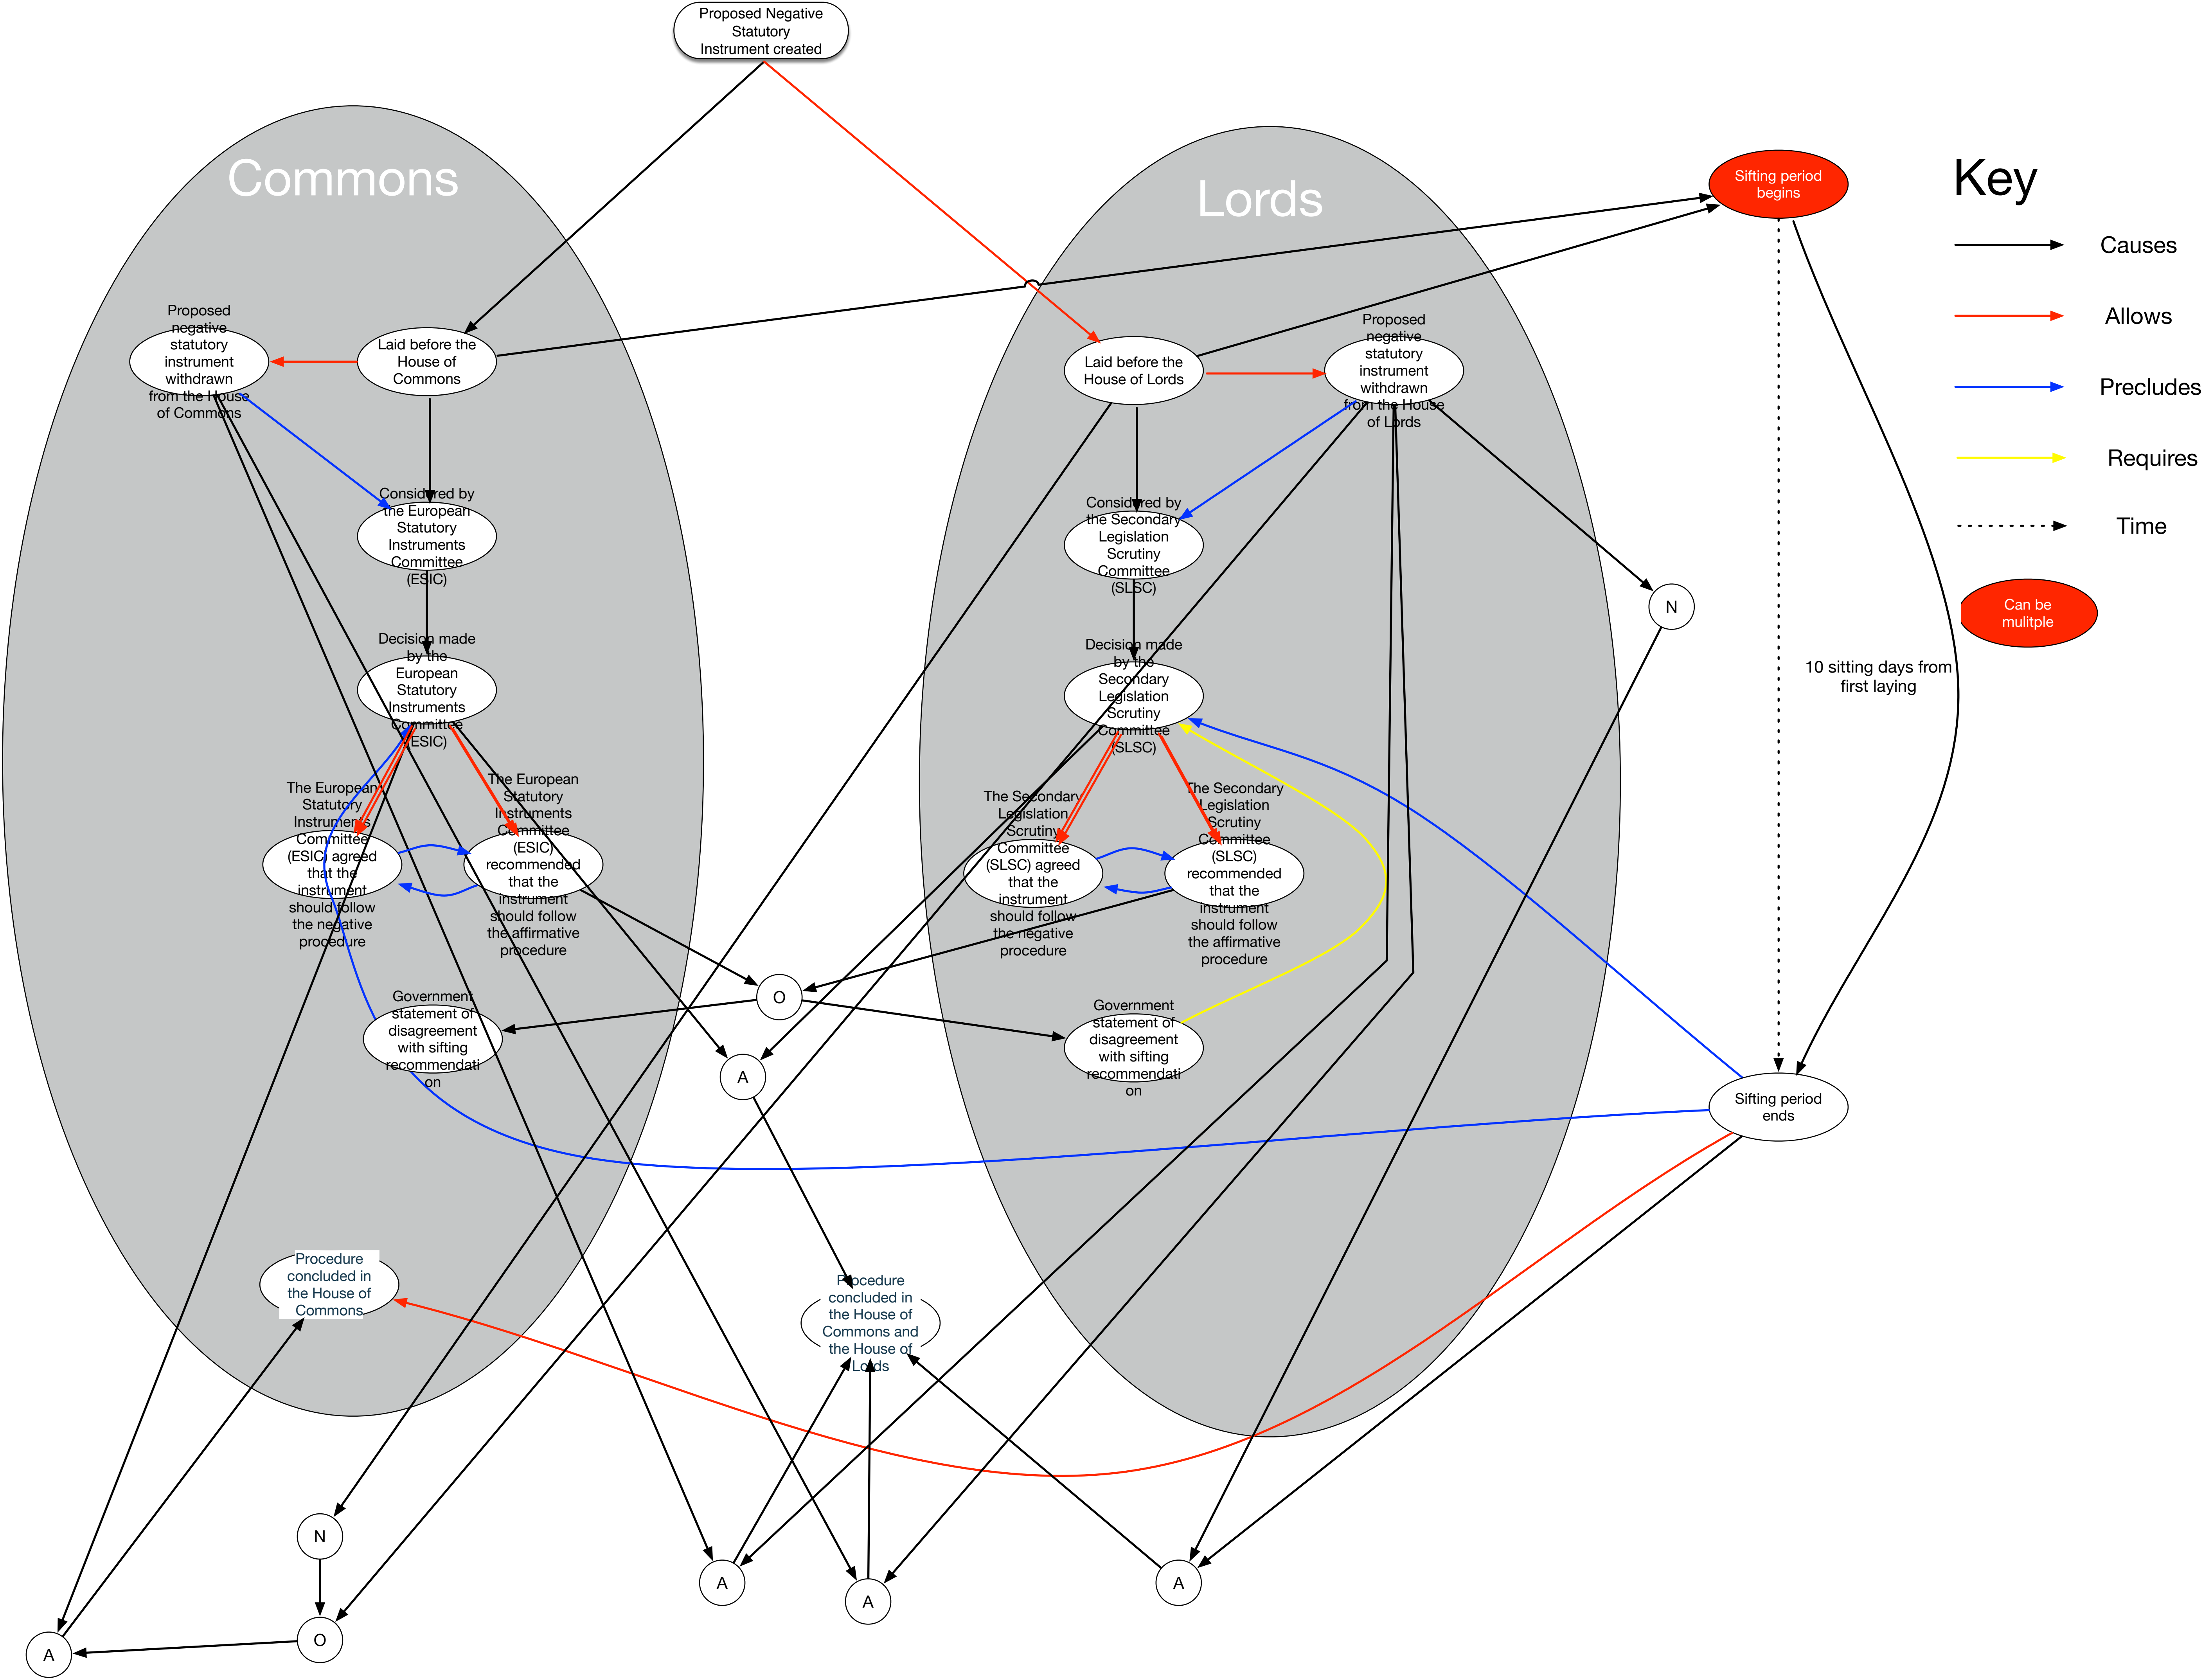 Proposed Negative
Statutory
Instrument created
Commons
Lords
Sifting period
begins
Key
Causes
Allows
Precludes
Requires
Time
Can be
mulitple
Proposed
negative
statutory
instrument
withdrawn
from the House
of Commons
Laid before the
House of
Commons
Laid before the
House of Lords
Proposed
negative
statutory
instrument
withdrawn
from the House
of Lords
Considered by
the European
Statutory
Instruments
Committee
(ESIC)
Considered by
the Secondary
Legislation
Scrutiny
Committee
(SLSC)
N
Decision made
by the
European
Statutory
Instruments
Committee
(ESIC)
Decision made
by the
Secondary
Legislation
Scrutiny
Committee
(SLSC)
10 sitting days from
first laying
The European
Statutory
Instruments
Committee
(ESIC) agreed
that the
instrument
should follow
the negative
procedure
The European
Statutory
Instruments
Committee
(ESIC)
recommended
that the
instrument
should follow
the affirmative
procedure
The Secondary
Legislation
Scrutiny
Committee
(SLSC) agreed
that the
instrument
should follow
the negative
procedure
The Secondary
Legislation
Scrutiny
Committee
(SLSC)
recommended
that the
instrument
should follow
the affirmative
procedure
O
Government
statement of
disagreement
with sifting
recommendati
on
Government
statement of
disagreement
with sifting
recommendati
on
A
Sifting period
ends
Procedure
concluded in
the House of
Commons
Procedure
concluded in
the House of
Commons and
the House of
Lords
N
A
A
A
O
A